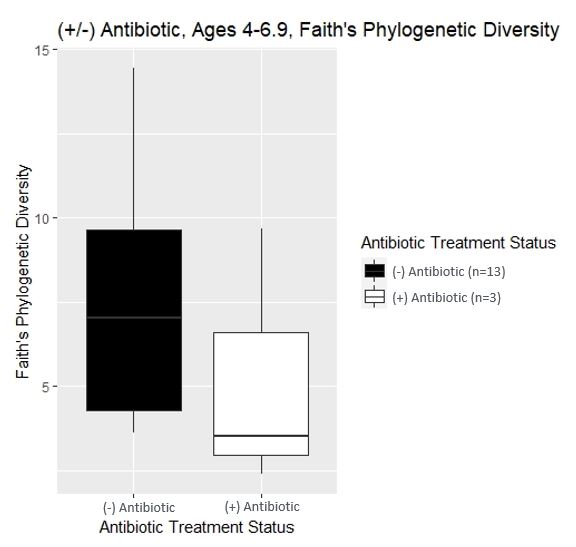 (+/-) Antibiotic, Ages 4-6.9, Faith's Phylogenetic Diversity
15
10
5
Faith's Phylogenetic Diversity
(-) Antibiotic
(+) Antibiotic
Antibiotic Treatment Status
Antibiotic Treatment Status
(-) Antibiotic (n=13)
(+) Antibiotic (n=3)